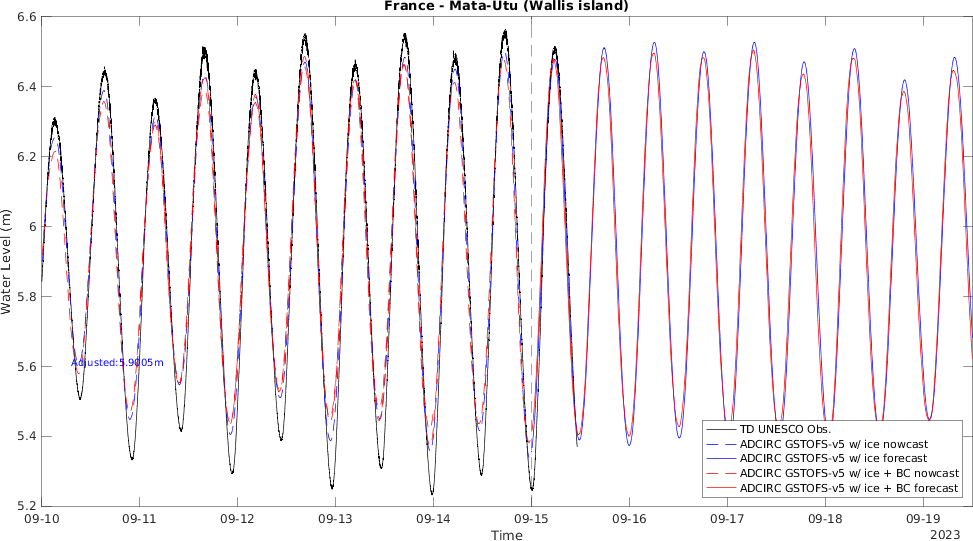 France - Mata-Utu (Wallis island)
6.6
6.4
6.2
6
5.8
5.6
5.4
5.2
Water Level (m)
Adjusted:5.9005m
TD UNESCO Obs.
ADCIRC GSTOFS-v5 w/ ice nowcast
ADCIRC GSTOFS-v5 w/ ice forecast
ADCIRC GSTOFS-v5 w/ ice + BC nowcast
ADCIRC GSTOFS-v5 w/ ice + BC forecast
09-10 09-11 09-12 09-13 09-14 09-15 09-16 09-17 09-18 09-19
Time
2023